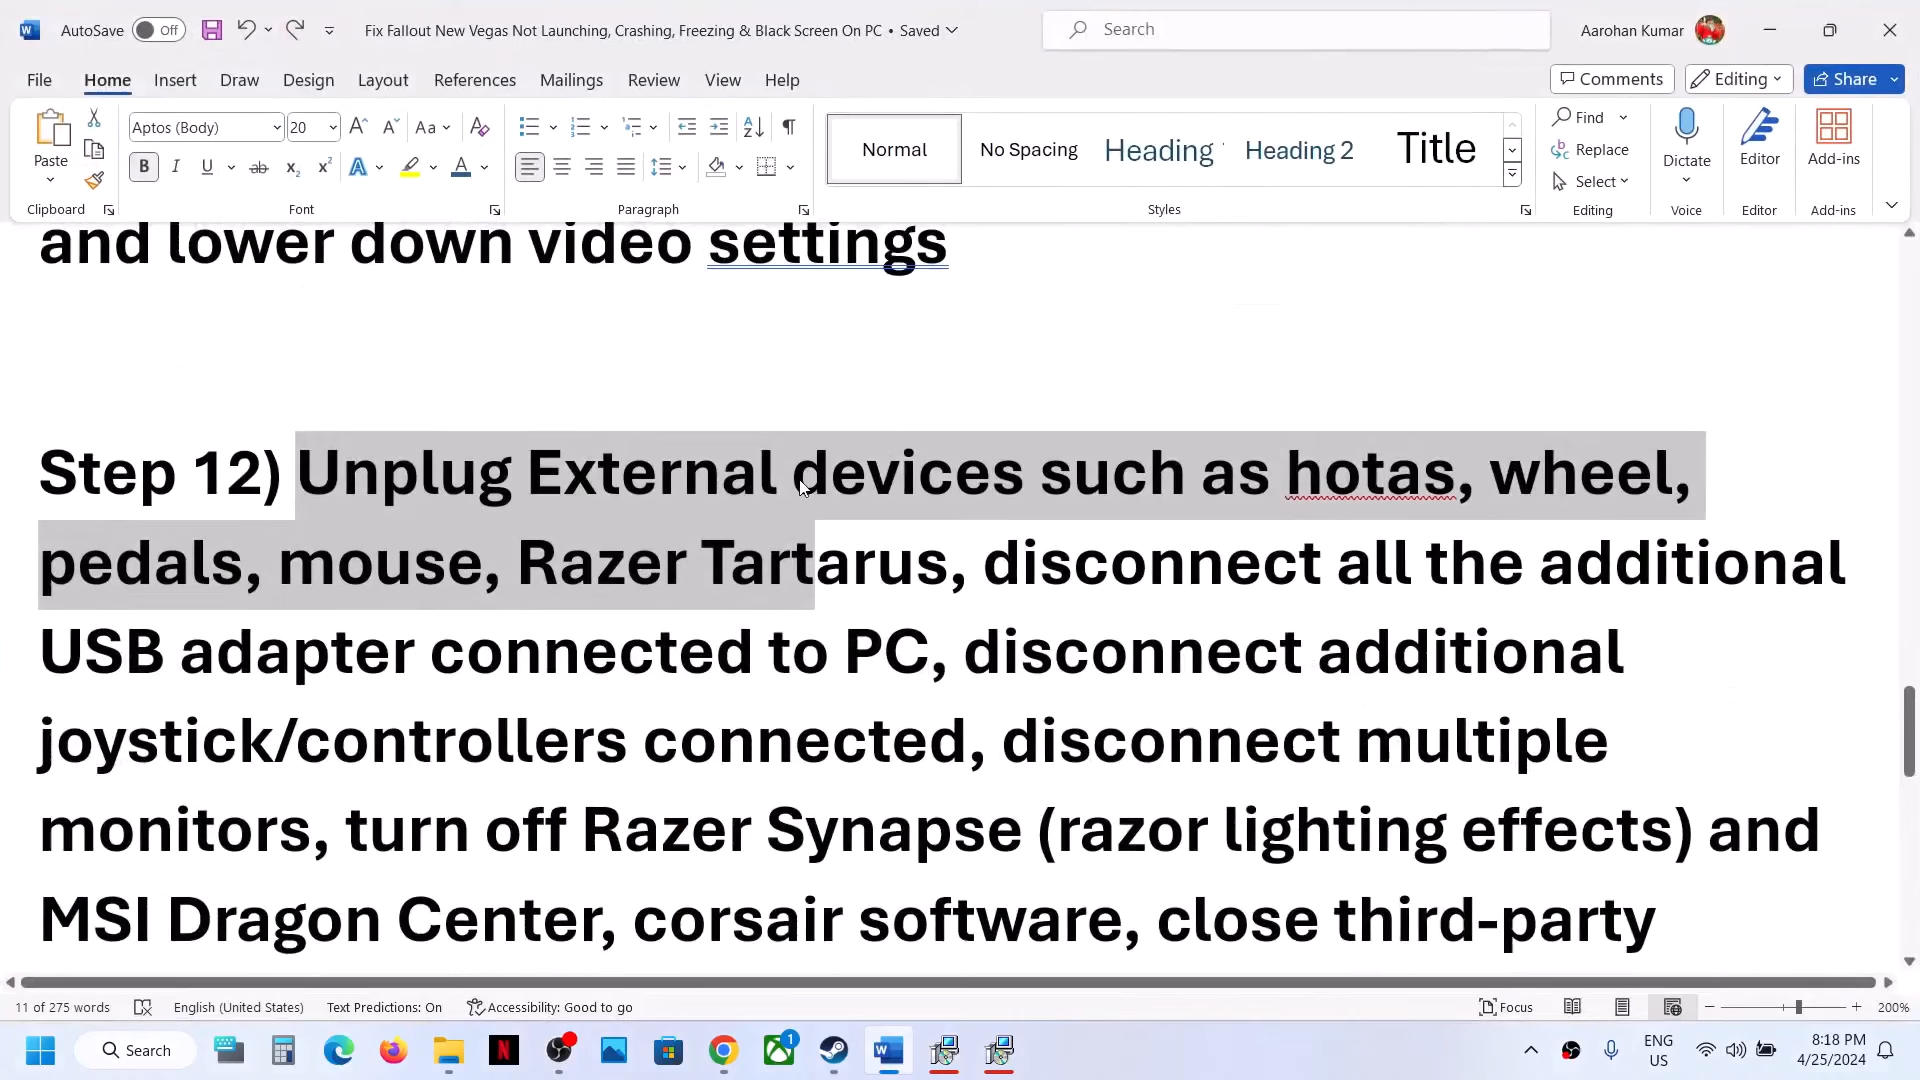 AutoSave Off Fix Fallout New Vegas Not Launching, Crashing, Freezing & Black Screen On PC • Saved Search Aarohan Kumar
File Home Insert Draw Design Layout References Mailings Review View Help Comments Editing Share
Paste Aptos (Body) 20 Aa Normal No Spacing Heading Heading 2 Title Find Replace Select Dictate Editor Add-ins
Clipboard Font Paragraph Styles Editing Voice Editor Add-ins
and lower down video settings
Step 12) Unplug External devices such as hotas, wheel,
pedals, mouse, Razer Tartarus, disconnect all the additional
USB adapter connected to PC, disconnect additional
joystick/controllers connected, disconnect multiple
monitors, turn off Razer Synapse (razor lighting effects) and
MSI Dragon Center, corsair software, close third-party
11 of 275 words English (United States) Text Predictions: On Accessibility: Good to go Focus 200%
Search 1 ENG US 8:18 PM 4/25/2024